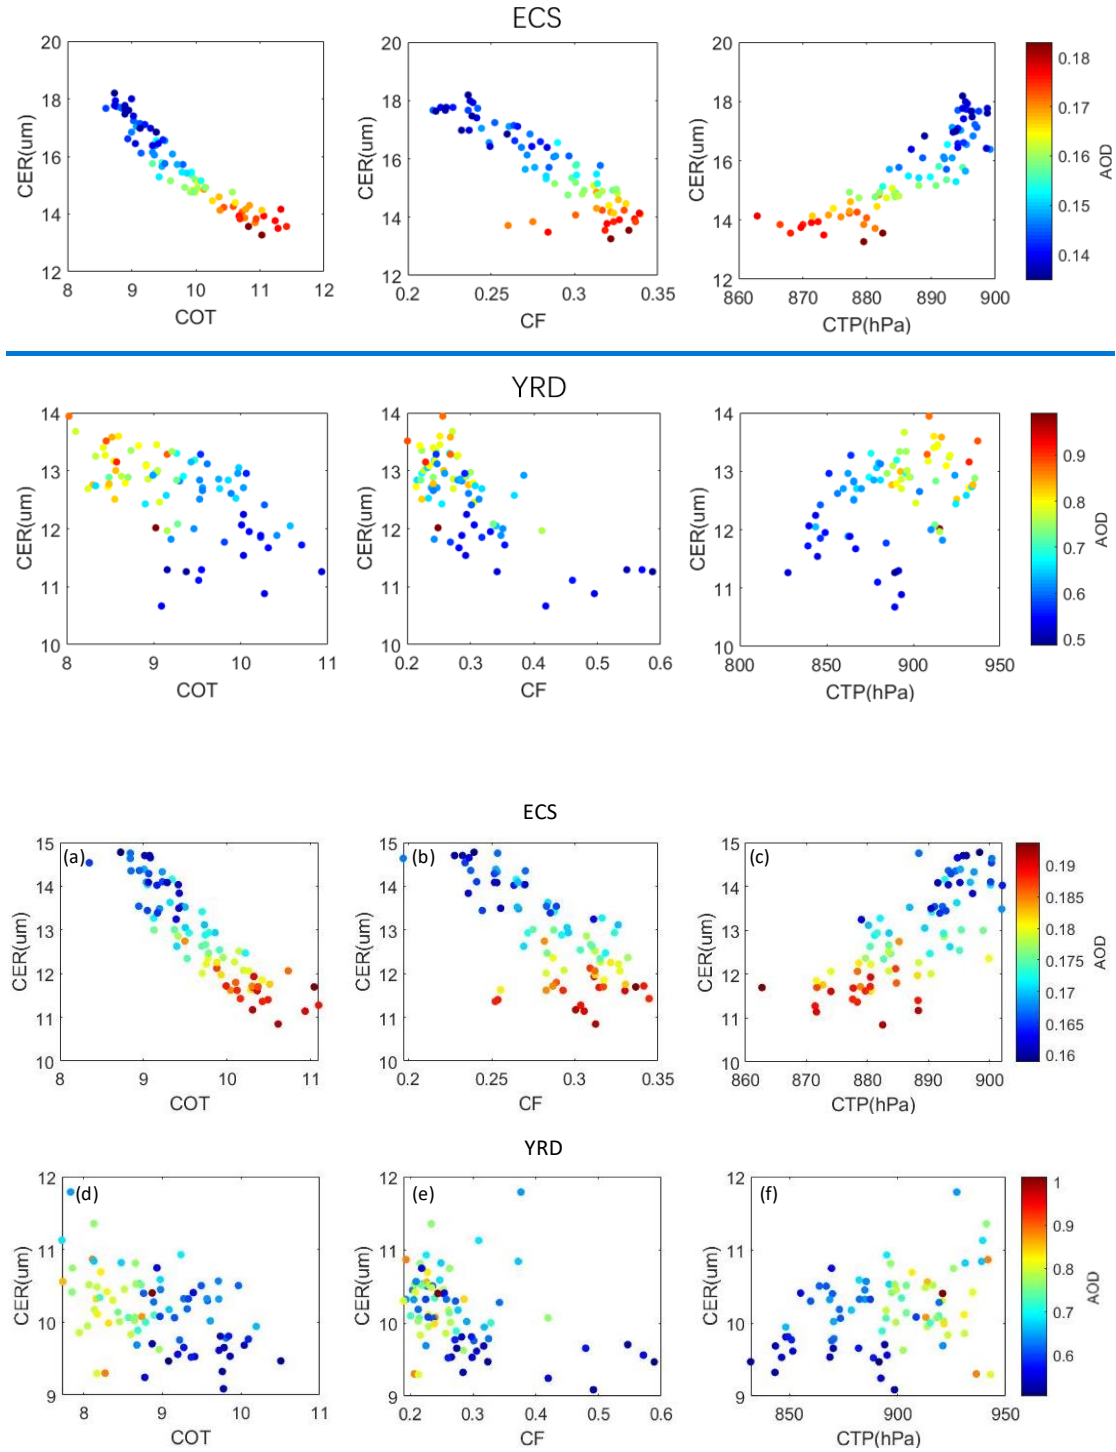 ECS
20
18
16
14
12
CER(um)
8 9 10 11 12
COT
20
18
16
14
12
CER(um)
0.2 0.25 0.3 0.35
CF
20
18
16
14
12
CER(um)
860 870 880 890 900
CTP(hPa)
0.18
0.17
0.16
0.15
0.14
AOD
YRD
14
13
12
11
10
CER(um)
8 9 10 11
COT
14
13
12
11
10
CER(um)
0.2 0.3 0.4 0.5 0.6
CF
14
13
12
11
10
CER(um)
800 850 900 950
CTP(hPa)
0.9
0.8
0.7
0.6
0.5
AOD
ECS
(a)
15
14
13
12
11
10
CER(um)
8 9 10 11
COT
(b)
15
14
13
12
11
10
CER(um)
0.2 0.25 0.3 0.35
CF
(c)
15
14
13
12
11
10
CER(um)
860 870 880 890 900
CTP(hPa)
0.19
0.185
0.18
0.175
0.17
0.165
0.16
AOD
YRD
(d)
12
11
10
9
CER(um)
8 9 10 11
COT
(e)
12
11
10
9
CER(um)
0.2 0.3 0.4 0.5 0.6
CF
(f)
12
11
10
9
CER(um)
850 900 950
CTP(hPa)
1
0.9
0.8
0.7
0.6
AOD